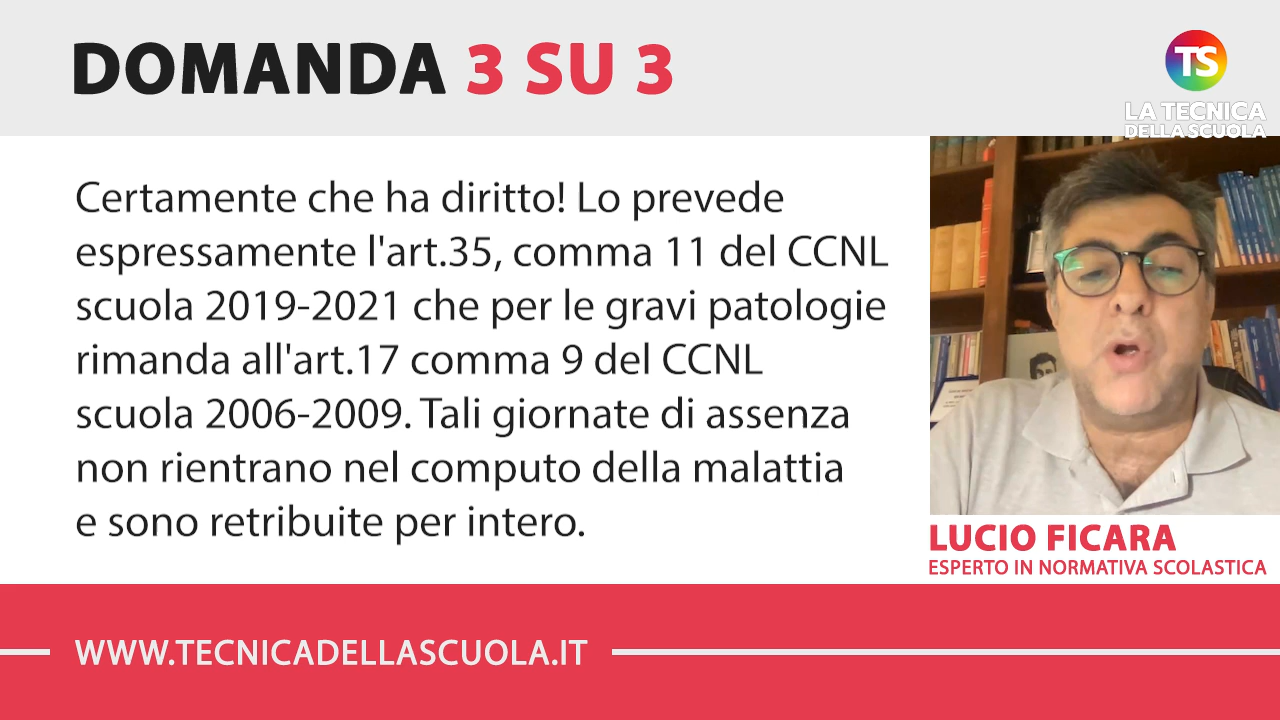 DOMANDA 3 SU 3
TS
LA TECNICA
DELLA SCUOLA
Certamente che ha diritto! Lo prevede
espressamente l'art.35, comma 11 del CCNL
scuola 2019-2021 che per le gravi patologie
rimanda all'art.17 comma 9 del CCNL
scuola 2006-2009. Tali giornate di assenza
non rientrano nel computo della malattia
e sono retribuite per intero.
LUCIO FICARA
ESPERTO IN NORMATIVA SCOLASTICA
WWW.TECNICADELLASCUOLA.IT